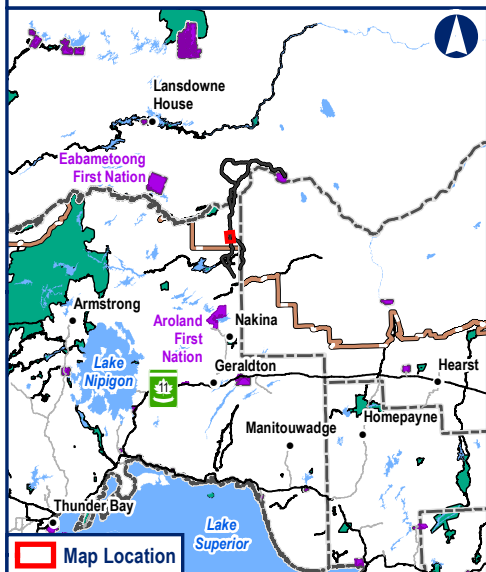 Lansdowne
House
Eabametoong
First Nation
Armstrong
Aroland
First
Nation
Nakina
Lake
Nipigon
Geraldton
Hearst
11
Manitouwadge
Homepayne
Thunder Bay
Lake
Superior
Map Location